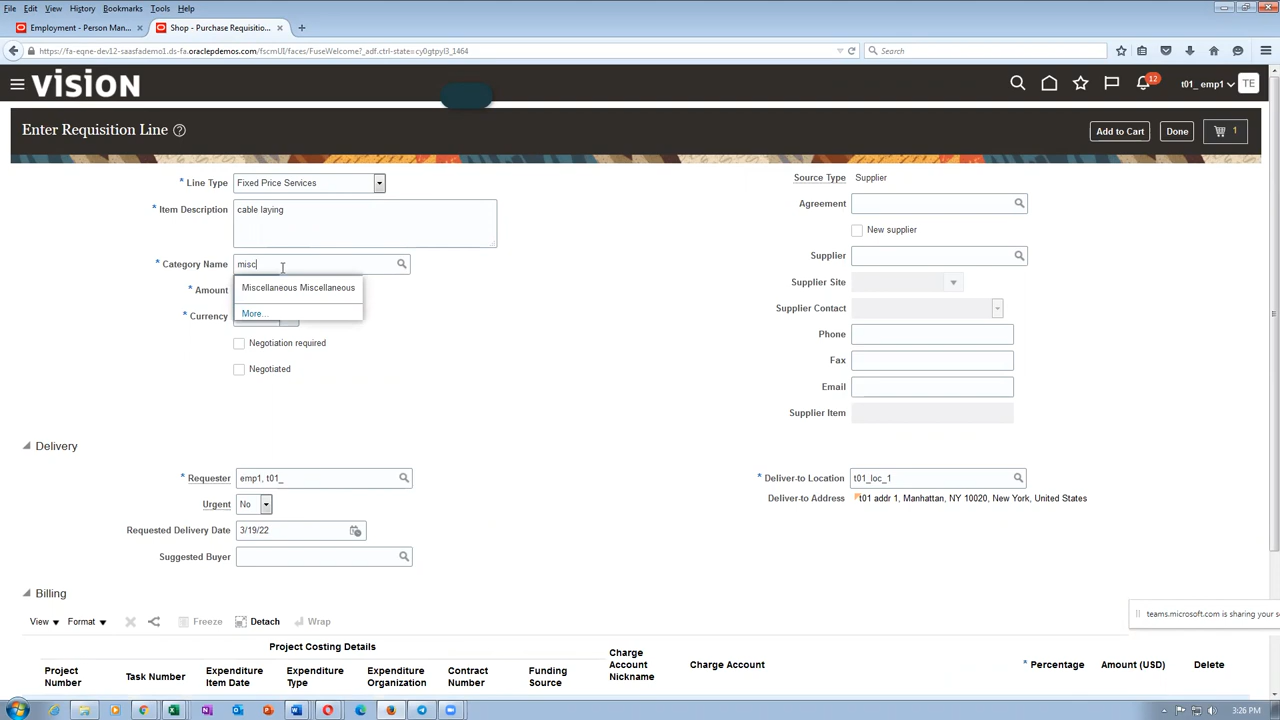 File Edit View History Bookmarks Tools Help
Employment - Person Man... × Shop - Purchase Requisitio... × +
https://fa-eqne-dev12-saasfademo1.ds-fa.oraclepdemos.com/fscmUI/faces/FuseWelcome?_adf.ctrl-state=cy0gtpyl3_1464 Search
vISION 12 t01_ emp1 TE
Enter Requisition Line ? Add to Cart Done 1
* Line Type Fixed Price Services Source Type Supplier
* Item Description cable laying Agreement
New supplier
* Category Name misc Supplier
Miscellaneous Miscellaneous
* Amount Supplier Site
More...
* Currency Supplier Contact
Negotiation required Phone
Negotiated Fax
Email
Supplier Item
Delivery
* Requester emp1, t01_ * Deliver-to Location t01_loc_1
Urgent No Deliver-to Address t01 addr 1, Manhattan, NY 10020, New York, United States
Requested Delivery Date 3/19/22
Suggested Buyer
Billing
teams.microsoft.com is sharing your s
View Format Freeze Detach Wrap
Project Costing Details
Project Number Task Number Expenditure Item Date Expenditure Type Expenditure Organization Contract Number Funding Source Charge Account Nickname Charge Account * Percentage Amount (USD) Delete
3:26 PM